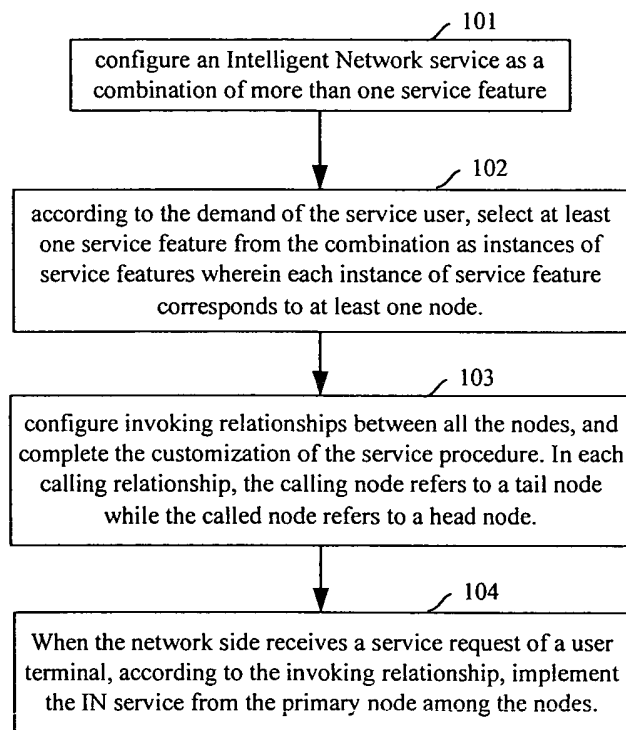 101
configure an Intelligent Network service as a
combination of more than one service feature
102
according to the demand of the service user, select at least
one service feature from the combination as instances of
service features wherein each instance of service feature
corresponds to at least one node.
103
configure invoking relationships between all the nodes, and
complete the customization of the service procedure. In each
calling relationship, the calling node refers to a tail node
while the called node refers to a head node.
104
When the network side receives a service request of a user
terminal, according to the invoking relationship, implement
the IN service from the primary node among the nodes.